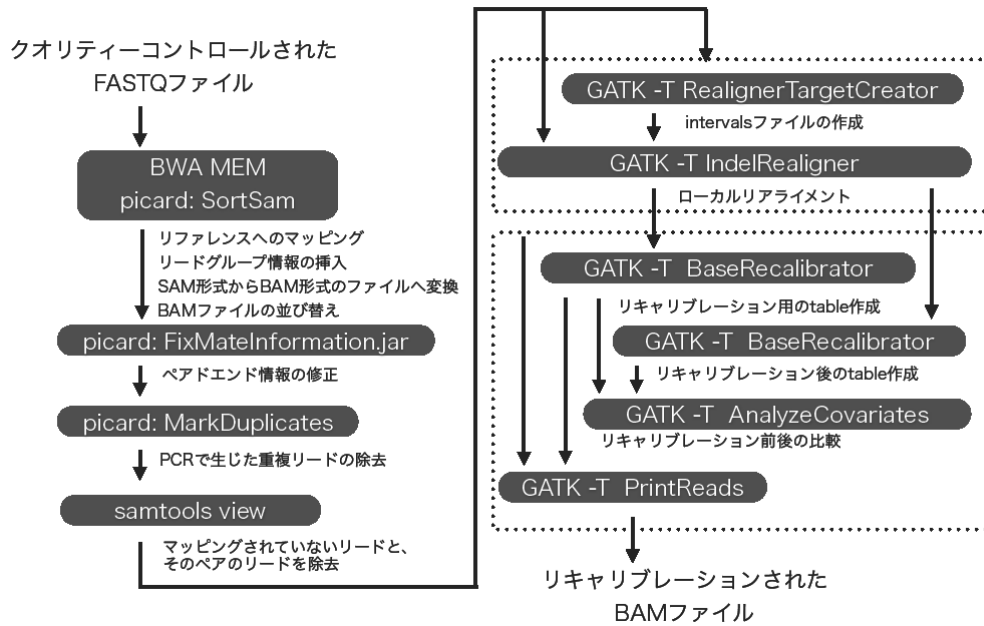 クオリティーコントロールされた
FASTQファイル
BWA MEM
picard: SortSam
リファレンスへのマッピング
リードグループ情報の挿入
SAM形式からBAM形式のファイルへ変換
BAMファイルの並び替え
picard: FixMateInformation.jar
ペアドエンド情報の修正
picard: MarkDuplicates
PCRで生じた重複リードの除去
samtools view
マッピングされていないリードと、
そのペアのリードを除去
GATK -T RealignerTargetCreator
intervalsファイルの作成
GATK -T IndelRealigner
ローカルリアライメント
GATK -T BaseRecalibrator
リキャリブレーション用のtable作成
GATK -T BaseRecalibrator
リキャリブレーション後のtable作成
GATK -T AnalyzeCovariates
リキャリブレーション前後の比較
GATK -T PrintReads
リキャリブレーションされた
BAMファイル